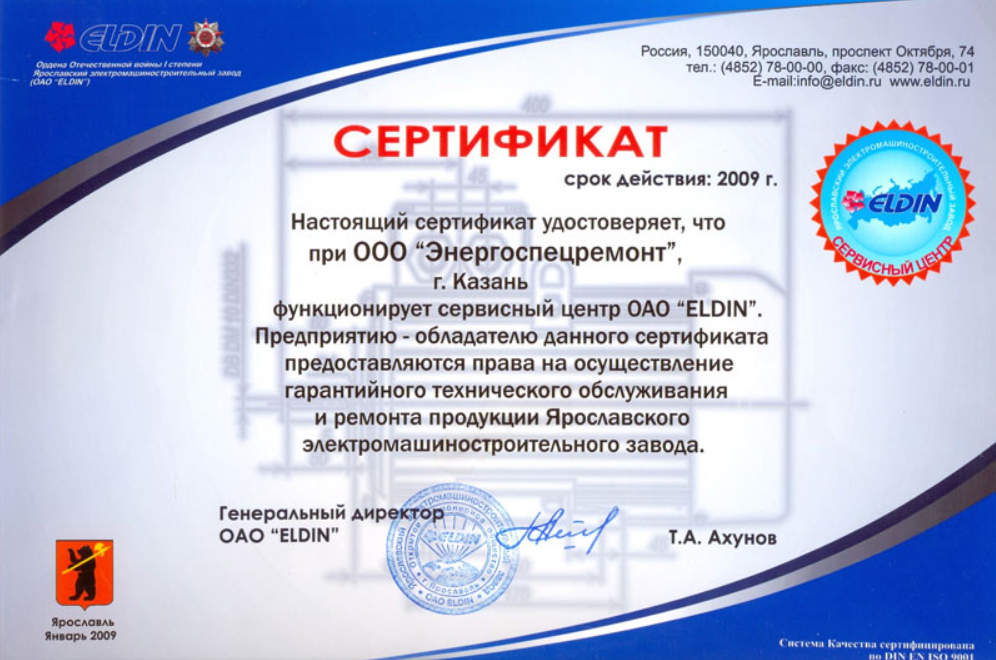 ELDIN
Ордена Отечественной войны I степени
Ярославский электромашиностроительный завод
(ОАО "ELDIN")
Россия, 150040, Ярославль, проспект Октября, 74
тел.: (4852) 78-00-00, факс: (4852) 78-00-01
E-mail:info@eldin.ru www.eldin.ru
400
СЕРТИФИКАТ
срок действия: 2009 г.
45
ЯРОСЛАВСКИЙ ЭЛЕКТРОМАШИНОСТРОИТЕЛЬНЫЙ ЗАВОД
ELDIN
СЕРВИСНЫЙ ЦЕНТР
Настоящий сертификат удостоверяет, что
при ООО “Энергоспецремонт”,
г. Казань
функционирует сервисный центр ОАО “ELDIN”.
Предприятию - обладателю данного сертификата
предоставляются права на осуществление
гарантийного технического обслуживания
и ремонта продукции Ярославского
электромашиностроительного завода.
Генеральный директор
ОАО “ELDIN”
ELDIN
г. Ярославль
ОАО ELDIN
Т.А. Ахунов
Ярославль
Январь 2009
Система Качества сертифицирована
по DIN EN ISO 9001